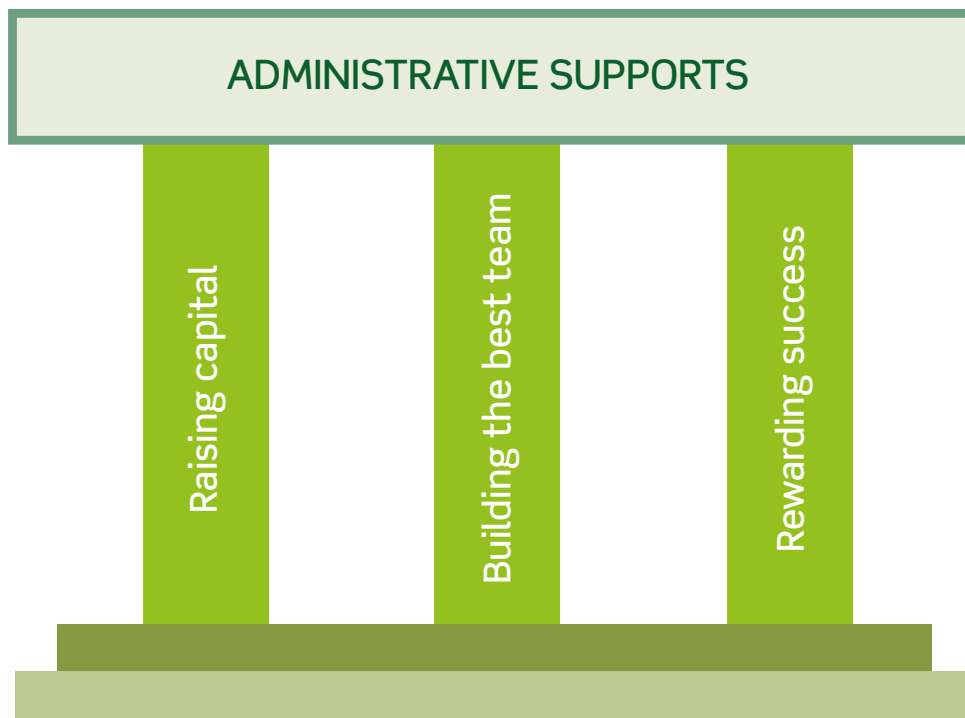 ADMINISTRATIVE SUPPORTS
Raising capital
Building the best team
Rewarding success